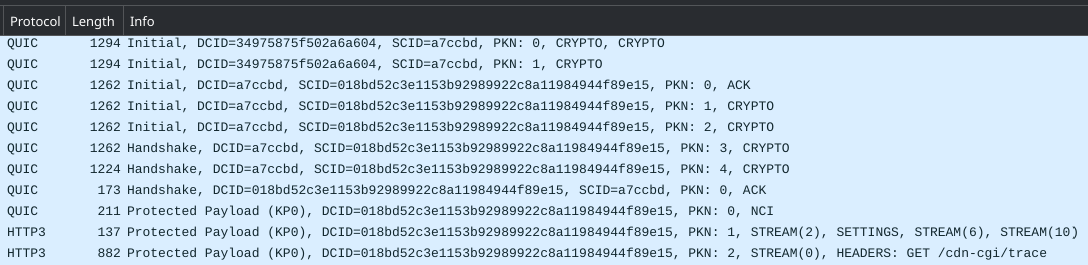 Protocol Length Info
QUIC 1294 Initial, DCID=34975875f502a6a604, SCID=a7ccbd, PKN: 0, CRYPTO, CRYPTO
QUIC 1294 Initial, DCID=34975875f502a6a604, SCID=a7ccbd, PKN: 1, CRYPTO
QUIC 1262 Initial, DCID=a7ccbd, SCID=018bd52c3e1153b92989922c8a11984944f89e15, PKN: 0, ACK
QUIC 1262 Initial, DCID=a7ccbd, SCID=018bd52c3e1153b92989922c8a11984944f89e15, PKN: 1, CRYPTO
QUIC 1262 Initial, DCID=a7ccbd, SCID=018bd52c3e1153b92989922c8a11984944f89e15, PKN: 2, CRYPTO
QUIC 1262 Handshake, DCID=a7ccbd, SCID=018bd52c3e1153b92989922c8a11984944f89e15, PKN: 3, CRYPTO
QUIC 1224 Handshake, DCID=a7ccbd, SCID=018bd52c3e1153b92989922c8a11984944f89e15, PKN: 4, CRYPTO
QUIC 173 Handshake, DCID=018bd52c3e1153b92989922c8a11984944f89e15, SCID=a7ccbd, PKN: 0, ACK
QUIC 211 Protected Payload (KP0), DCID=018bd52c3e1153b92989922c8a11984944f89e15, PKN: 0, NCI
HTTP3 137 Protected Payload (KP0), DCID=018bd52c3e1153b92989922c8a11984944f89e15, PKN: 1, STREAM(2), SETTINGS, STREAM(6), STREAM(10)
HTTP3 882 Protected Payload (KP0), DCID=018bd52c3e1153b92989922c8a11984944f89e15, PKN: 2, STREAM(0), HEADERS: GET /cdn-cgi/trace